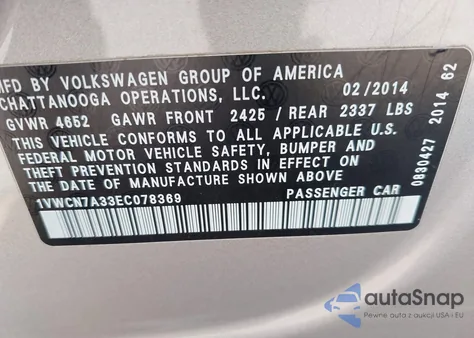 MFD BY VOLKSWAGEN GROUP OF AMERICA
CHATTANOOGA OPERATIONS, LLC. 02/2014
GVWR 4652 GAWR FRONT 2425 / REAR 2337 LBS
THIS VEHICLE CONFORMS TO ALL APPLICABLE U.S.
FEDERAL MOTOR VEHICLE SAFETY, BUMPER AND
THEFT PREVENTION STANDARDS IN EFFECT ON
THE DATE OF MANUFACTURE SHOWN ABOVE
1VWCN7A33EC078369 PASSENGER CAR
0830427 2014 62
autoSnap
Pewne auta z aukcji USA i EU